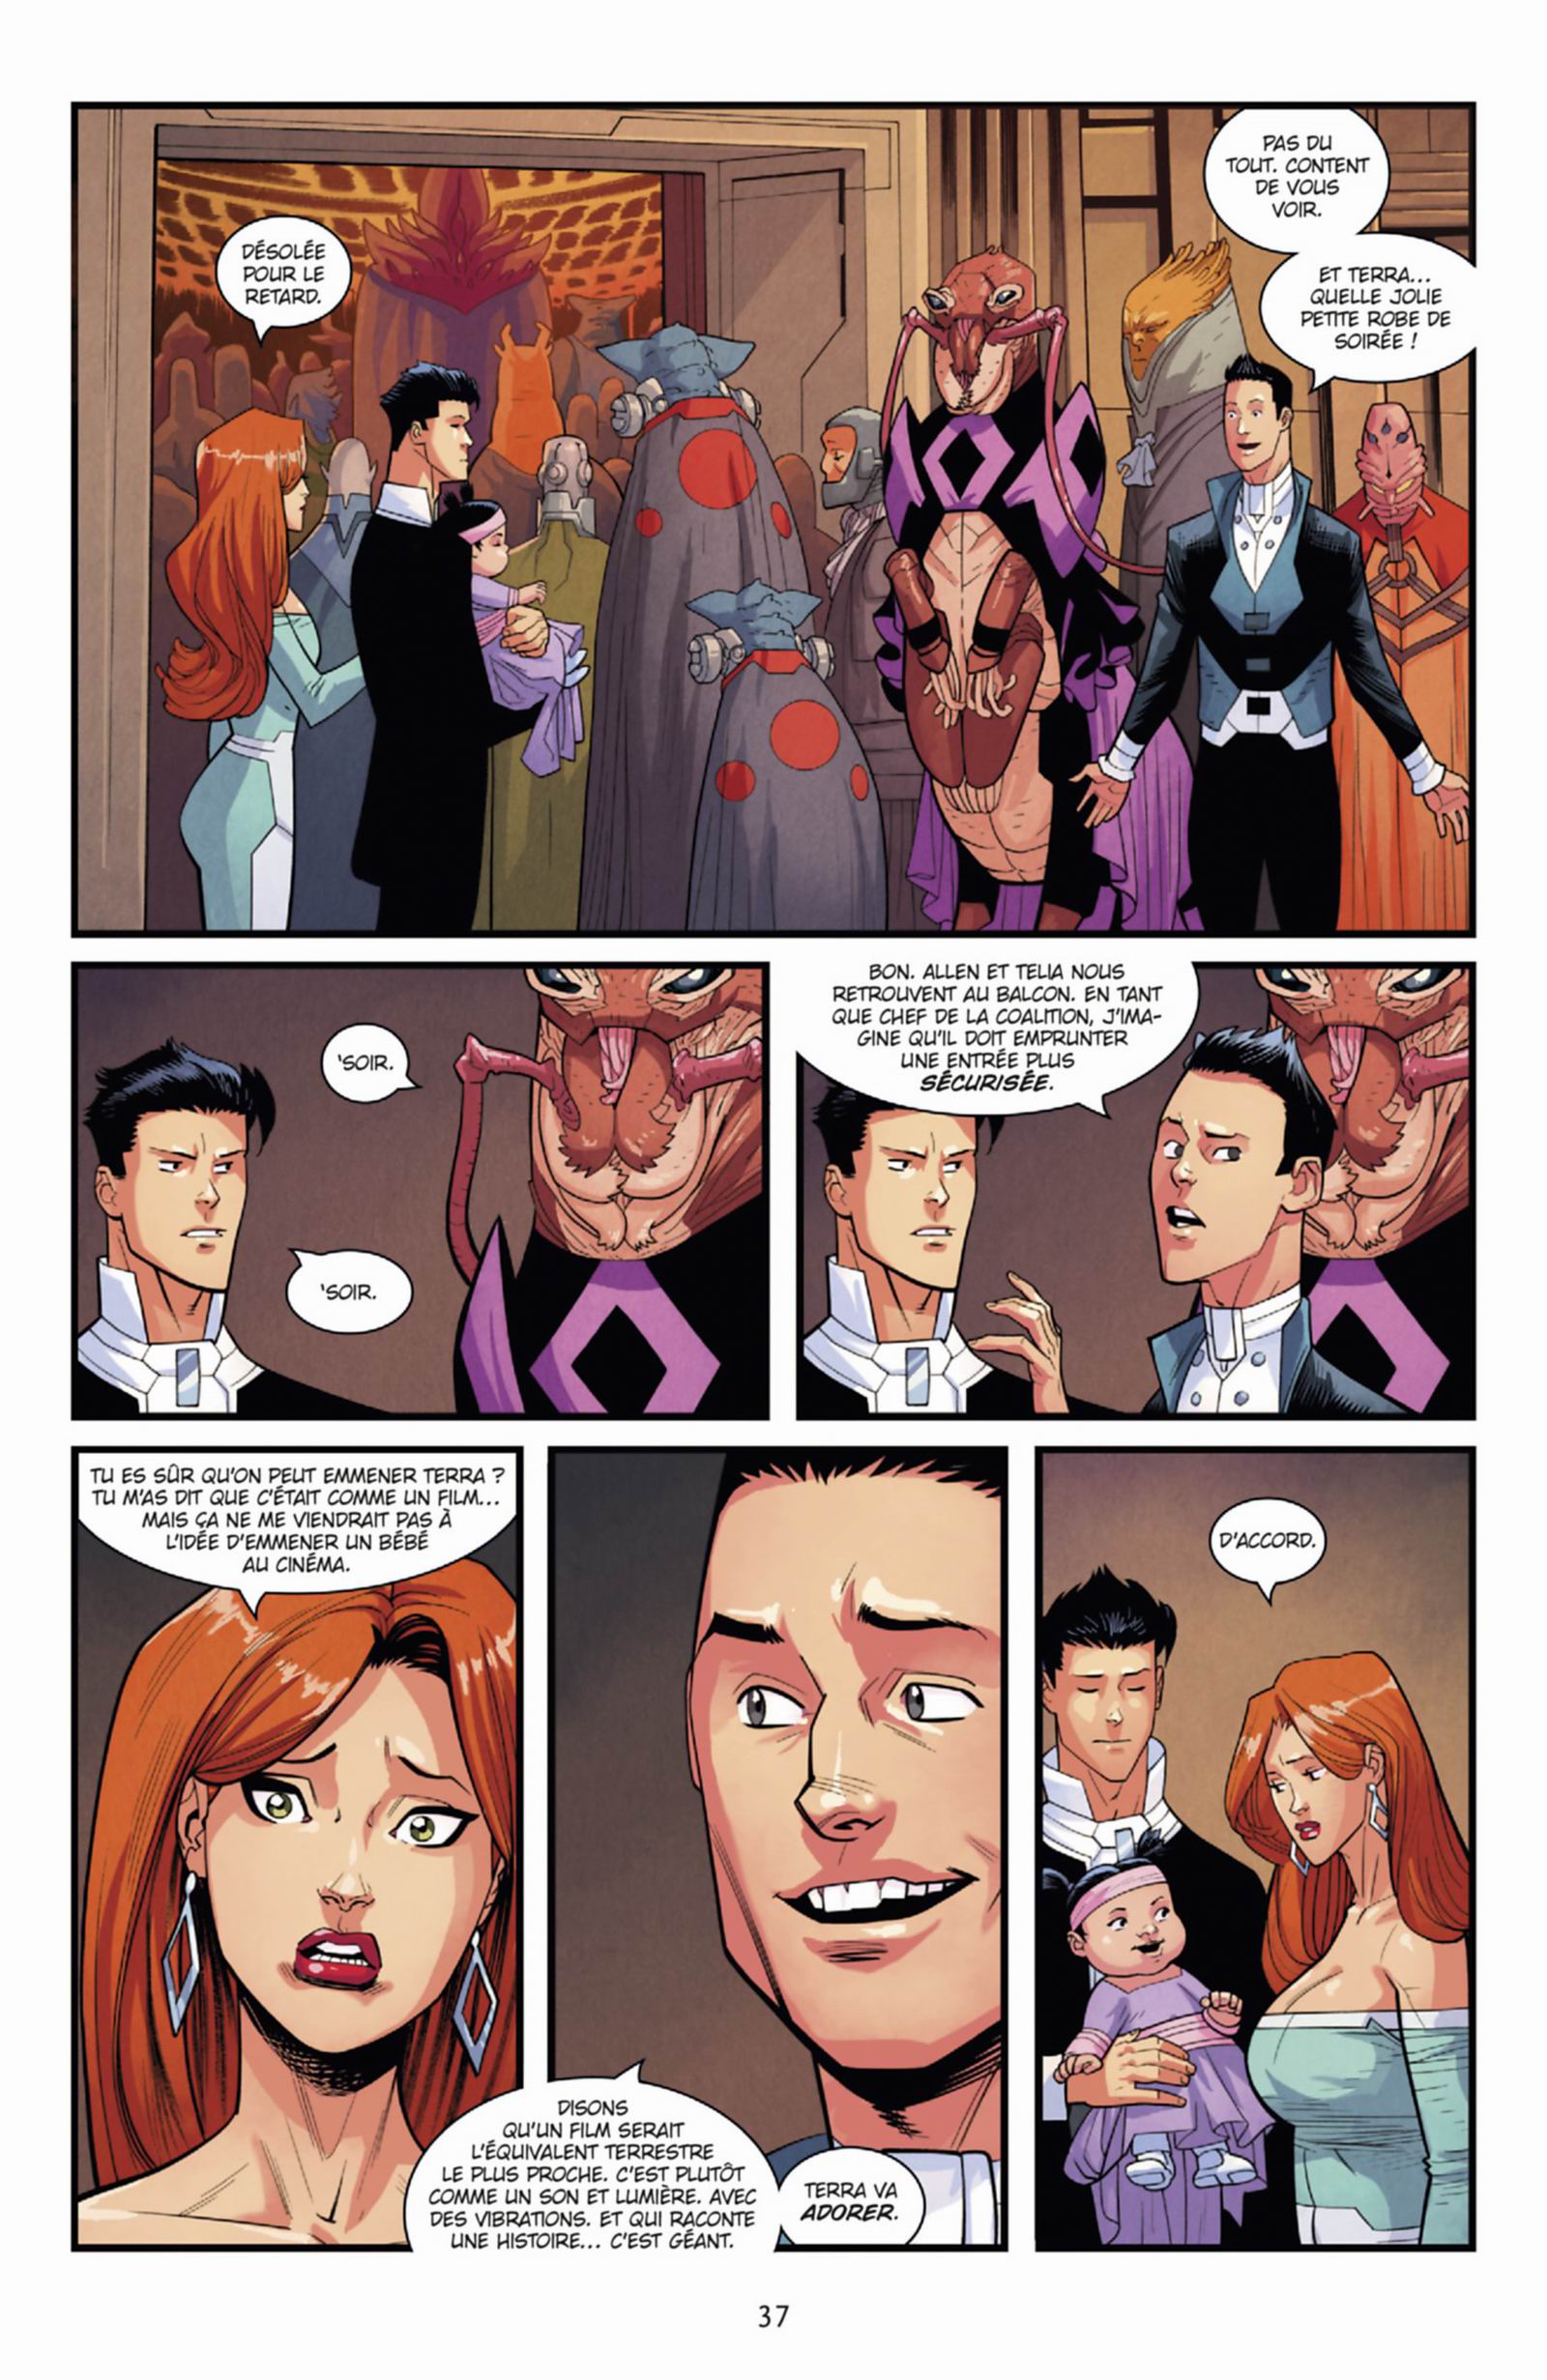 DÉSOLÉE
POUR LE
RETARD.
PAS DU
TOUT. CONTENT
DE VOUS
VOIR.
ET TERRA...
QUELLE JOLIE
PETITE ROBE DE
SOIRÉE !
'SOIR.
'SOIR.
BON. ALLEN ET TELIA NOUS
RETROUVENT AU BALCON. EN TANT
QUE CHEF DE LA COALITION, J'IMA-
GINE QU'IL DOIT EMPRUNTER
UNE ENTRÉE PLUS
SÉCURISÉE.
TU ES SÛR QU'ON PEUT EMMENER TERRA ?
TU M'AS DIT QUE C'ÉTAIT COMME UN FILM...
MAIS ÇA NE ME VIENDRAIT PAS À
L'IDÉE D'EMMENER UN BÉBÉ
AU CINÉMA.
DISONS
QU'UN FILM SERAIT
L'ÉQUIVALENT TERRESTRE
LE PLUS PROCHE. C'EST PLUTÔT
COMME UN SON ET LUMIÈRE. AVEC
DES VIBRATIONS. ET QUI RACONTE
UNE HISTOIRE... C'EST GÉANT.
TERRA VA
ADORER.
D'ACCORD.
37